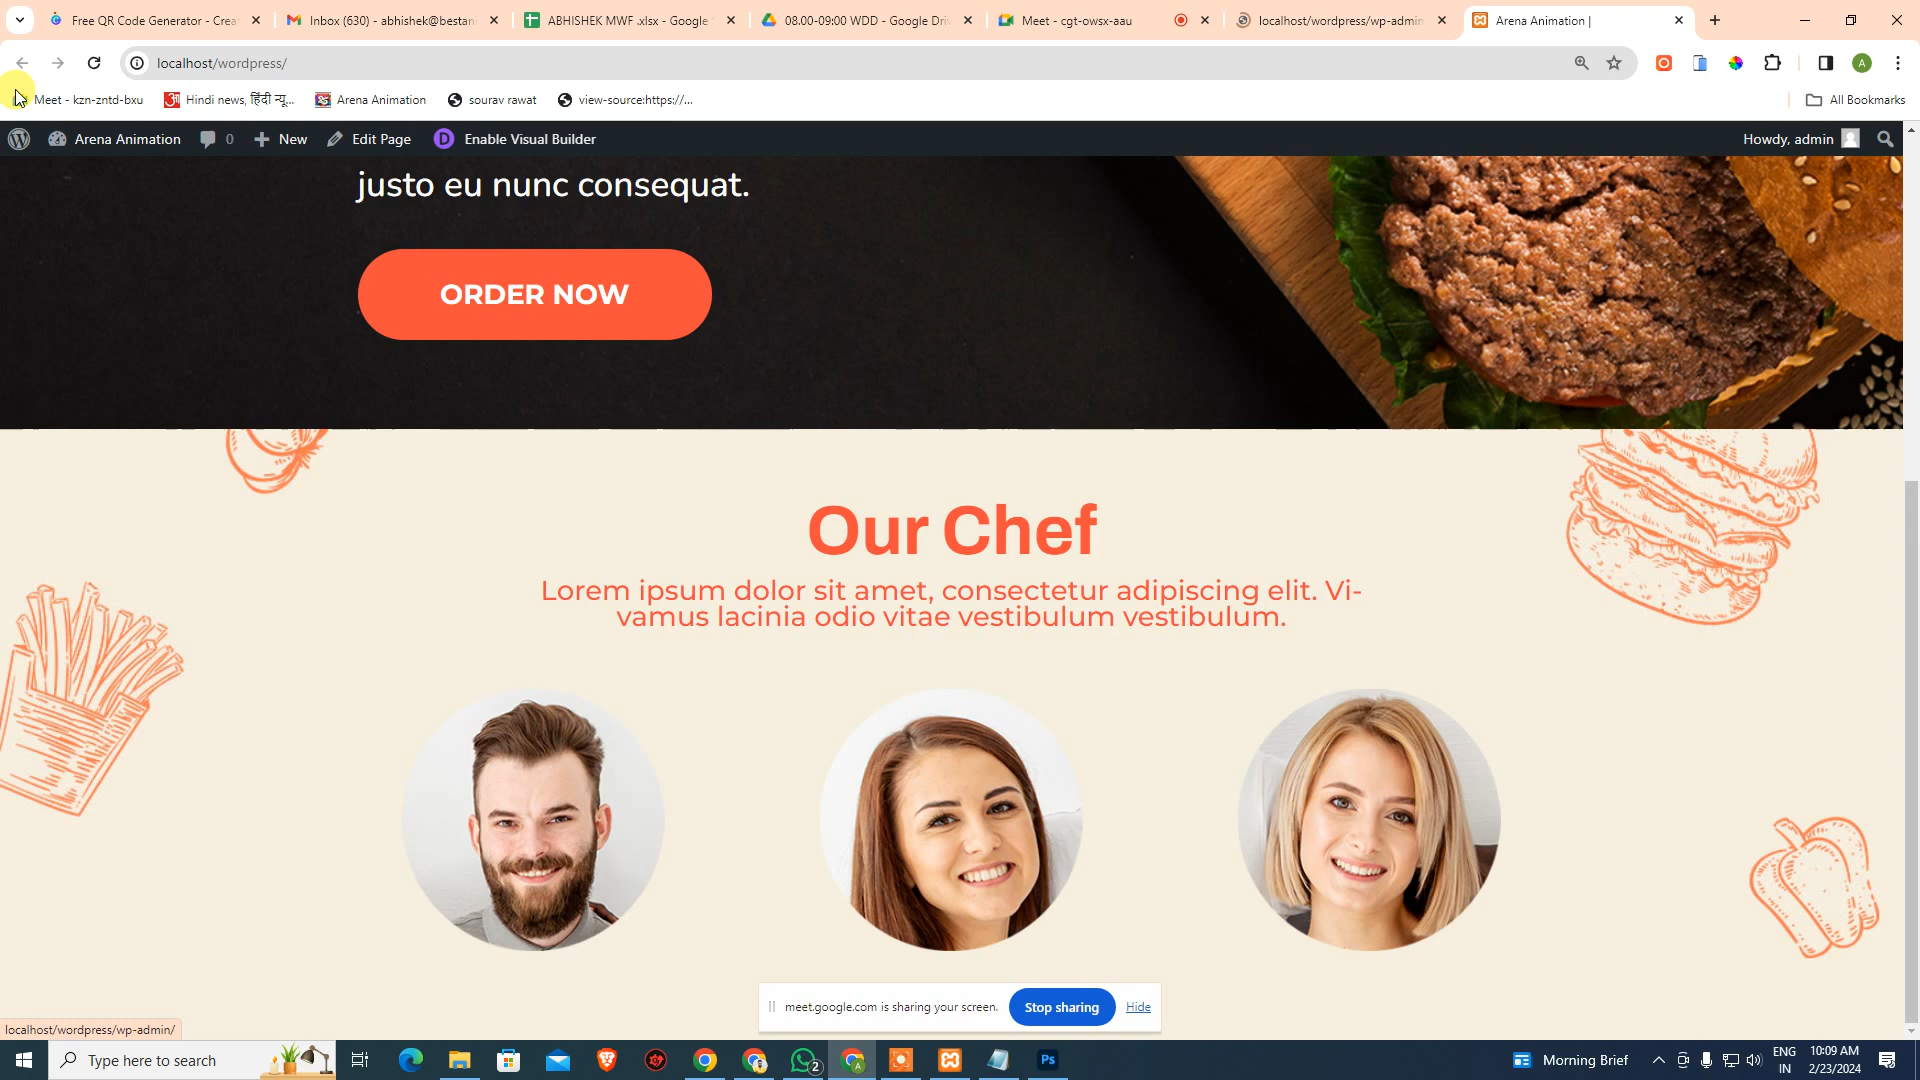 Free QR Code Generator - Crea
Inbox (630) - abhishek@bestan
ABHISHEK MWF .xlsx - Google S
08.00-09:00 WDD - Google Driv
Meet - cgt-owsx-aau
localhost/wordpress/wp-admin
Arena Animation |
localhost/wordpress/
Meet - kzn-zntd-bxu
Hindi news, हिंदी न्यू...
Arena Animation
sourav rawat
view-source:https://...
All Bookmarks
Arena Animation
0
New
Edit Page
D
Enable Visual Builder
Howdy, admin
justo eu nunc consequat.
ORDER NOW
Our Chef
Lorem ipsum dolor sit amet, consectetur adipiscing elit. Vi-
vamus lacinia odio vitae vestibulum vestibulum.
meet.google.com is sharing your screen.
Stop sharing
Hide
localhost/wordpress/wp-admin/
Type here to search
2
A
Ps
Morning Brief
ENG
IN
10:09 AM
2/23/2024